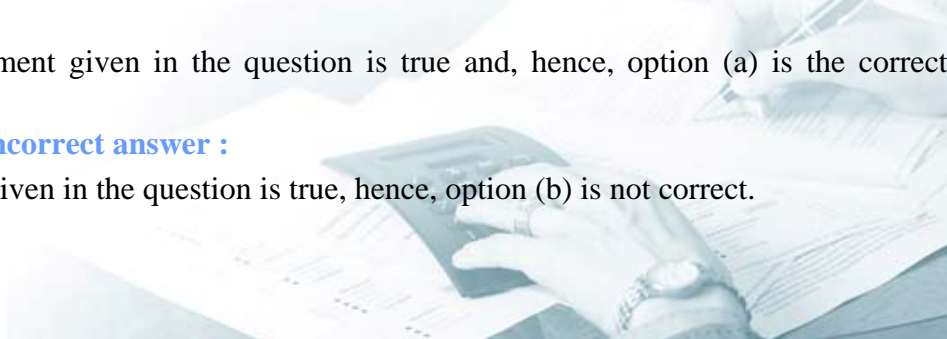 ment given in the question is true and, hence, option (a) is the correct
ncorrect answer :
given in the question is true, hence, option (b) is not correct.